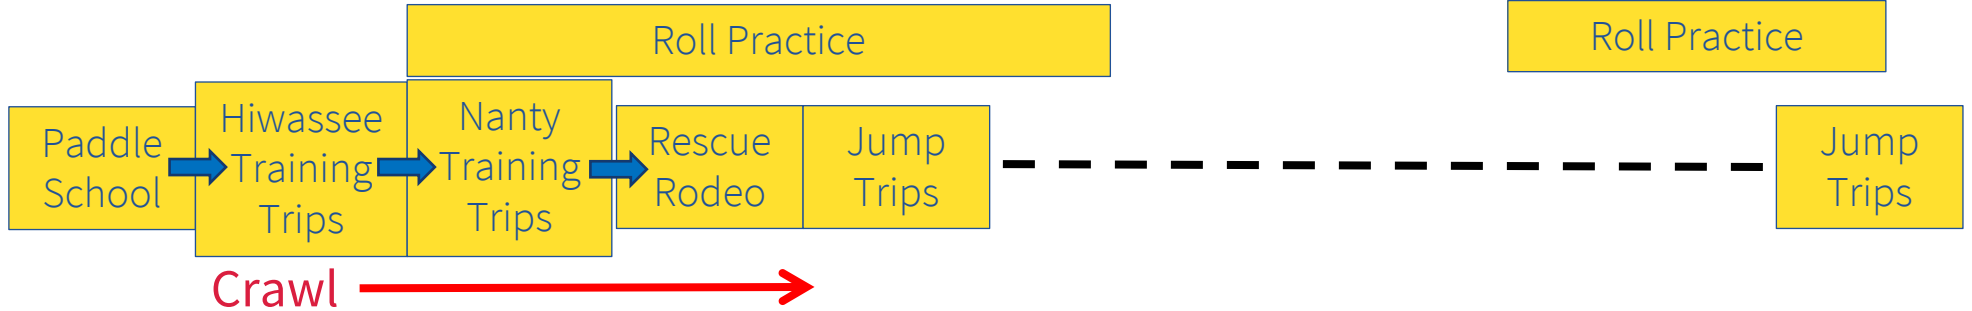 Roll Practice
Roll Practice
Paddle
School
Hiwassee
Training
Trips
Nanty
Training
Trips
Rescue
Rodeo
Jump
Trips
Jump
Trips
Crawl